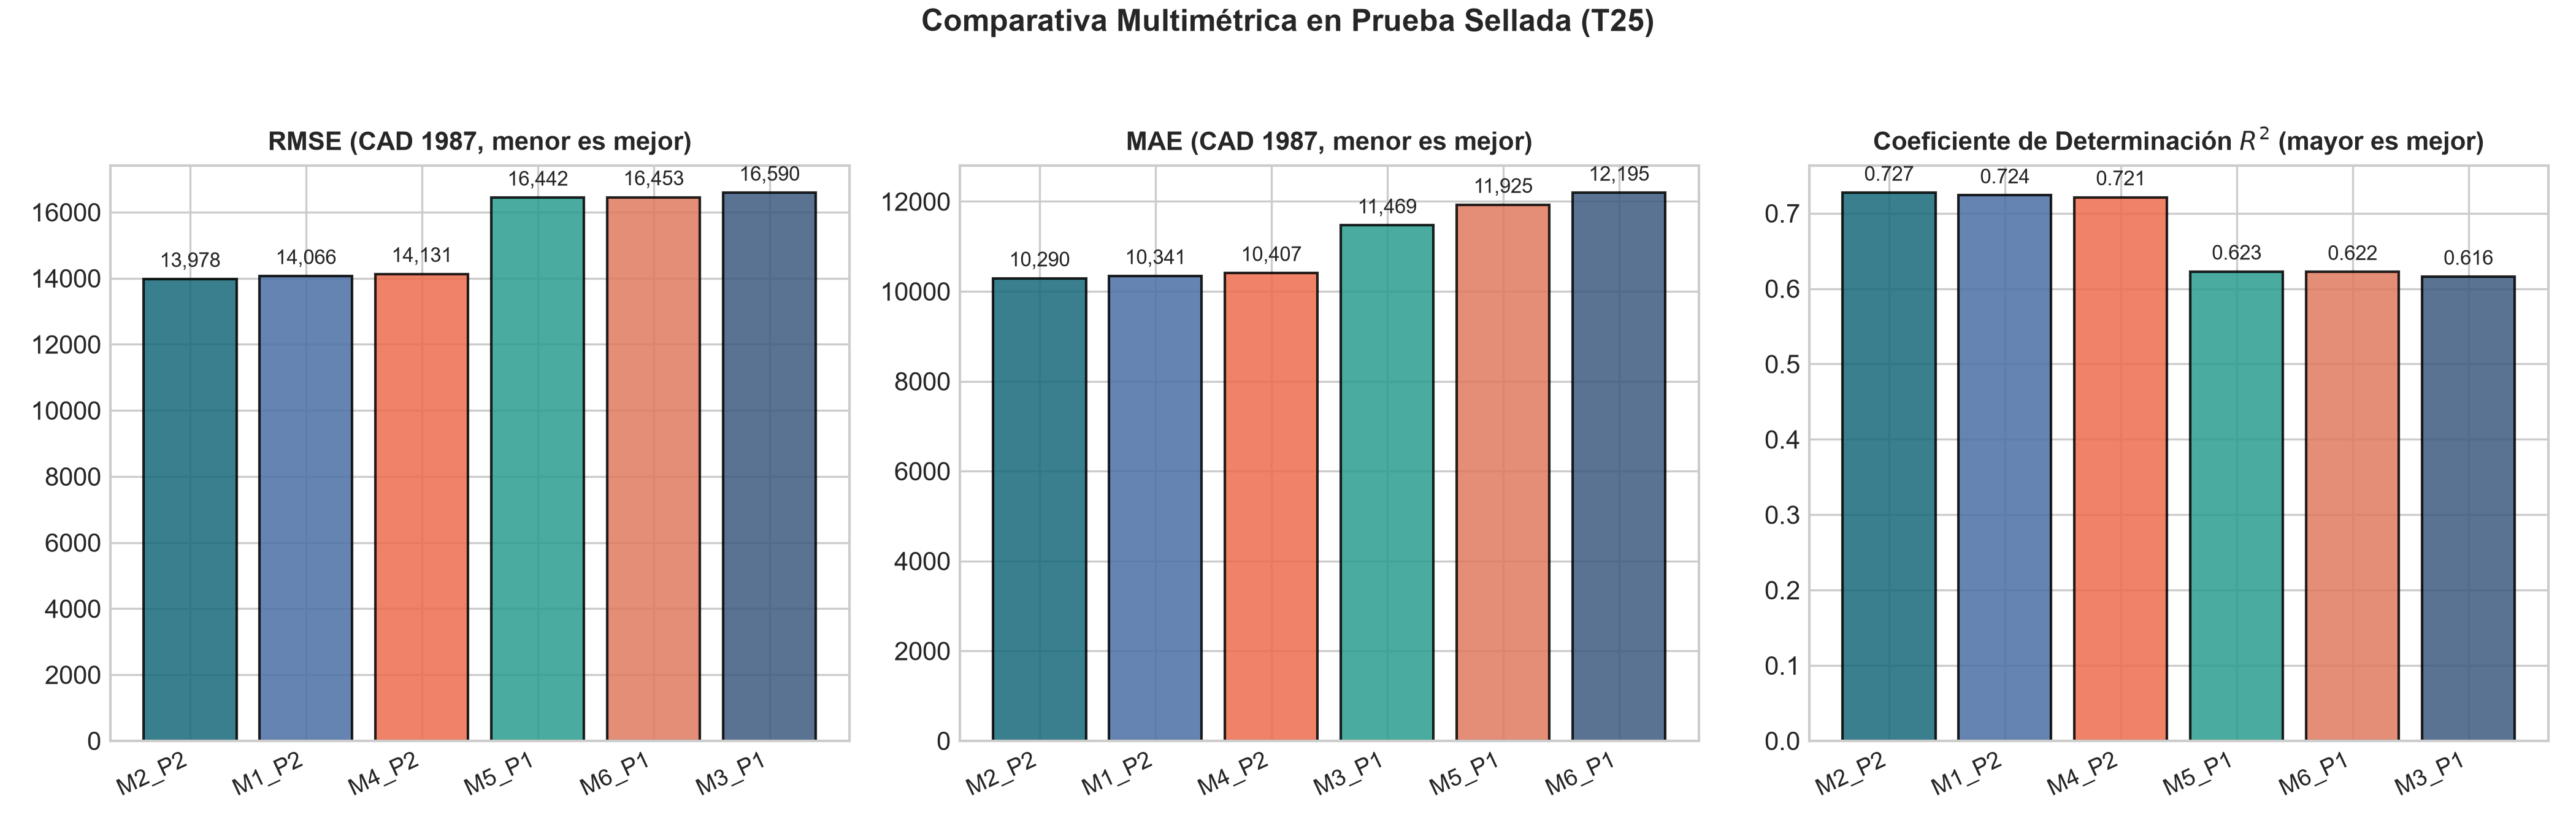 Comparativa Multimétrica en Prueba Sellada (T25)
RMSE (CAD 1987, menor es mejor)
16000
14000
12000
10000
8000
6000
4000
2000
0
13,978
14,066
14,131
16,442
16,453
16,590
M2_P2
M1_P2
M4_P2
M5_P1
M6_P1
M3_P1
MAE (CAD 1987, menor es mejor)
12000
10000
8000
6000
4000
2000
0
10,290
10,341
10,407
11,469
11,925
12,195
M2_P2
M1_P2
M4_P2
M3_P1
M5_P1
M6_P1
Coeficiente de Determinación R² (mayor es mejor)
0.7
0.6
0.5
0.4
0.3
0.2
0.1
0.0
0.727
0.724
0.721
0.623
0.622
0.616
M2_P2
M1_P2
M4_P2
M5_P1
M6_P1
M3_P1